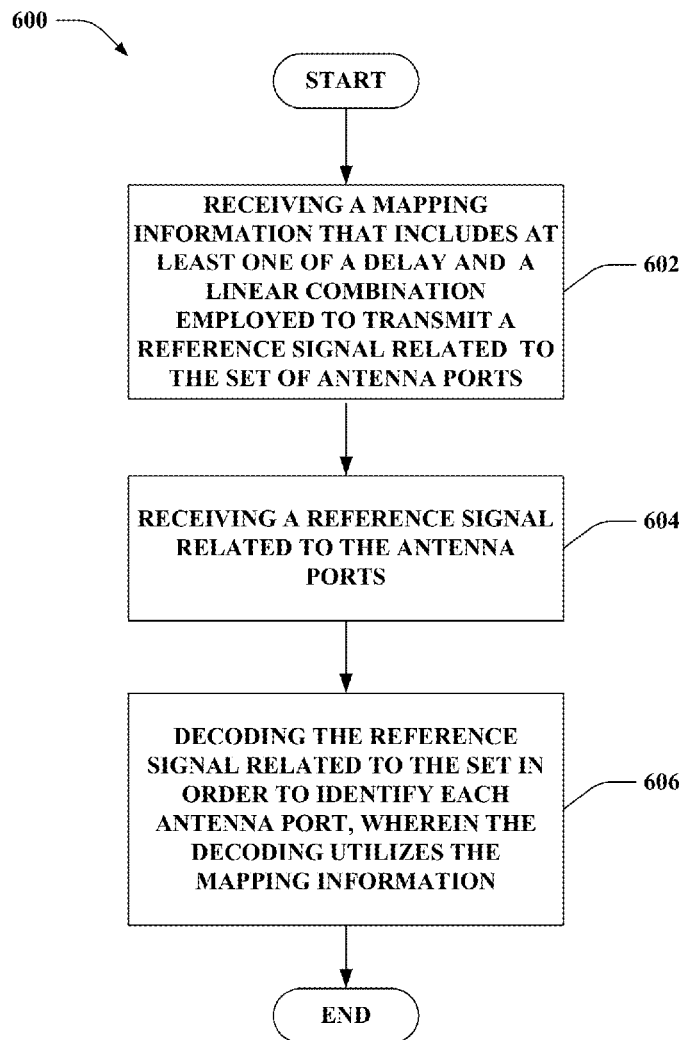 600
START
RECEIVING A MAPPING
INFORMATION THAT INCLUDES AT
LEAST ONE OF A DELAY AND A
LINEAR COMBINATION
EMPLOYED TO TRANSMIT A
REFERENCE SIGNAL RELATED TO
THE SET OF ANTENNA PORTS
602
RECEIVING A REFERENCE SIGNAL
RELATED TO THE ANTENNA
PORTS
604
DECODING THE REFERENCE
SIGNAL RELATED TO THE SET IN
ORDER TO IDENTIFY EACH
ANTENNA PORT, WHEREIN THE
DECODING UTILIZES THE
MAPPING INFORMATION
606
END